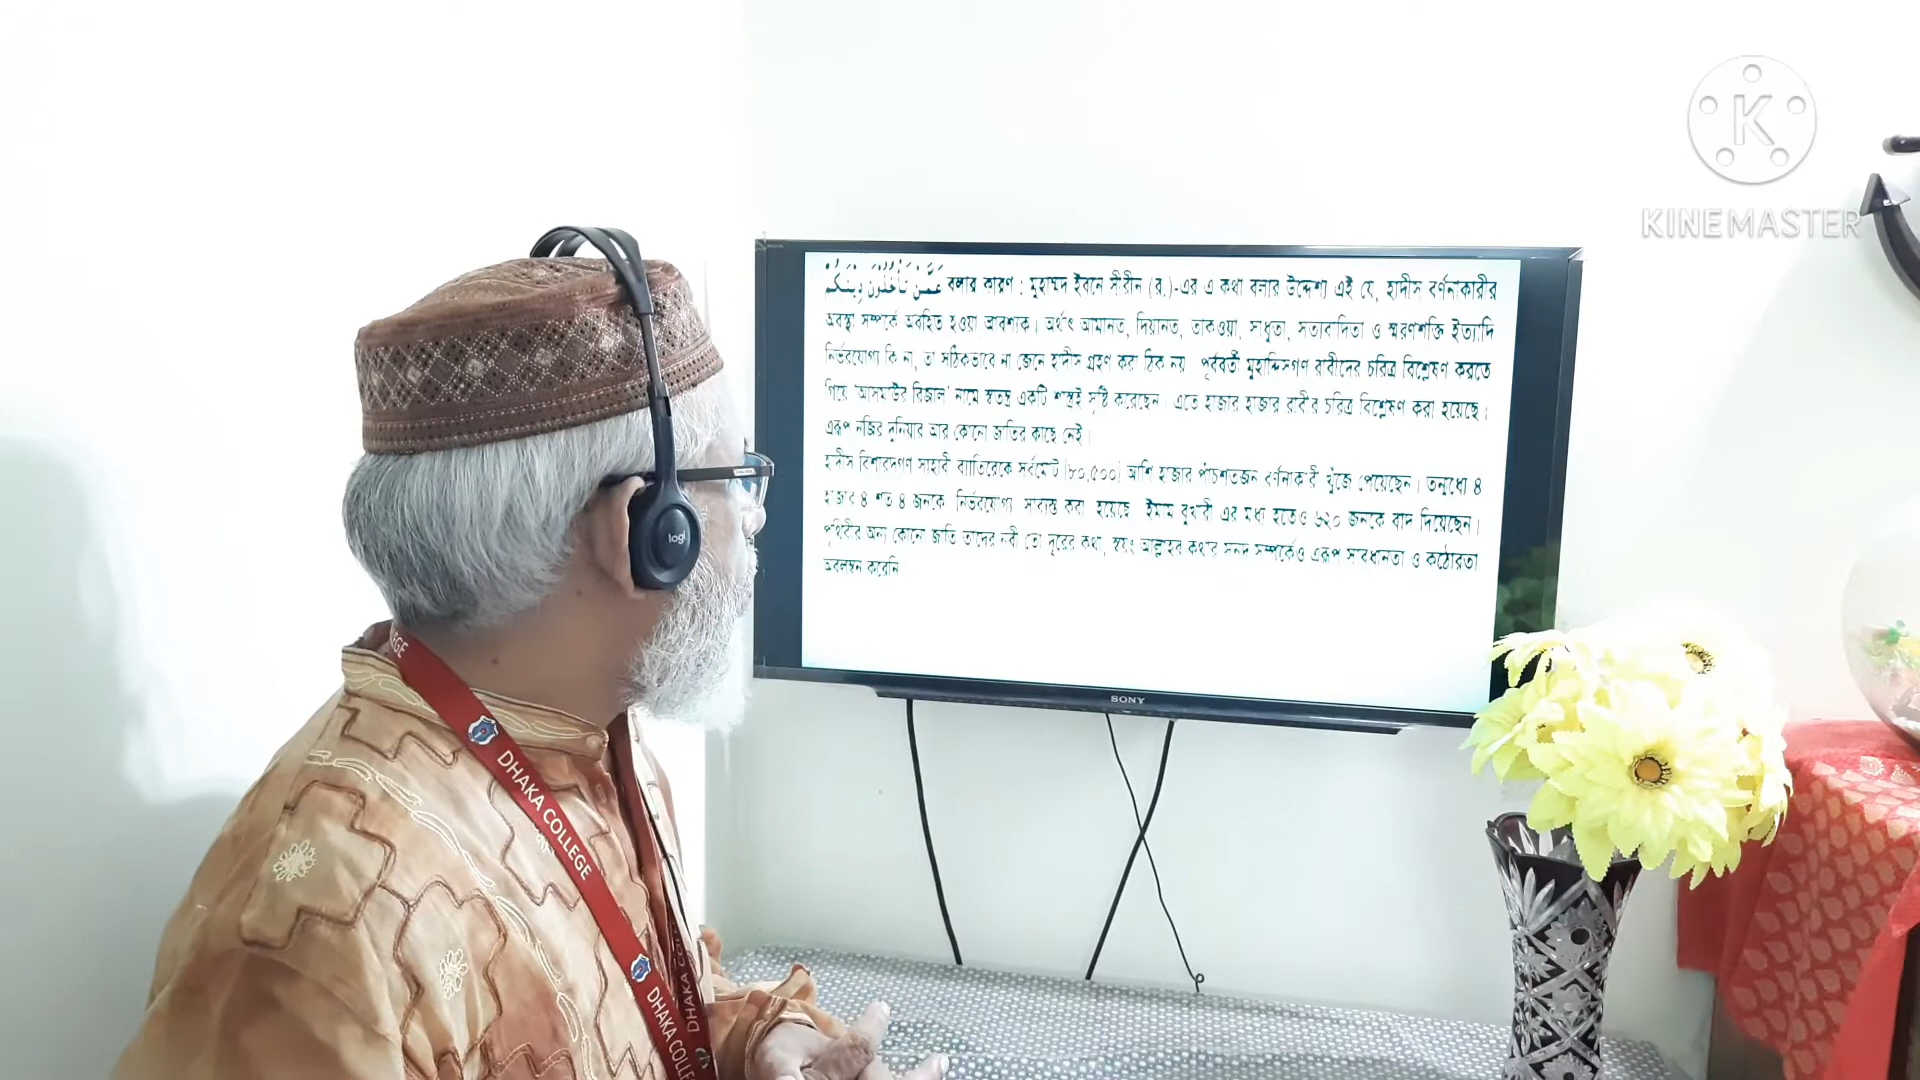 عَمَّنْ تَأْخُذُوْنَ دِيْنَكُمْ বলার কারণ : মুহাম্মদ ইবনে সীরীন (র.)-এর এ কথা বলার উদ্দেশ্য এই যে, হাদীস বর্ণনাকারীর
অবস্থা সম্পর্কে অবহিত হওয়া আবশ্যক। অর্থাৎ আমানত, দিয়ানত, তাকওয়া, সাধুতা, সত্যবাদিতা ও স্মরণশক্তি ইত্যাদি
নির্ভরযোগ্য কি না, তা সঠিকভাবে না জেনে হাদীস গ্রহণ করা ঠিক নয় পূর্ববর্তী মুহাদ্দিসগণ রাবীদের চরিত্র বিশ্লেষণ করতে
গিয়ে 'আসমাউর রিজাল' নামে স্বতন্ত্র একটি শাস্ত্রই সৃষ্টি করেছেন। এতে হাজার হাজার রাবীর চরিত্র বিশ্লেষণ করা হয়েছে।
এরূপ নজির দুনিয়ার আর কোনো জাতির কাছে নেই।
হাদীস বিশারদগণ সাহাবী ব্যতিরেকে সর্বমোট [৮০,৫০০] আশি হাজার পাঁচশতজন বর্ণনাকারী খুঁজে পেয়েছেন। তন্মধ্যে ৪
হাজার ৪ শত ৪ জনকে নির্ভরযোগ্য সাব্যস্ত করা হয়েছে ইমাম বুখারী এর মধ্য হতেও ৬২০ জনকে বাদ দিয়েছেন।
পৃথিবীর অন্য কোনো জাতি তাদের নবী তো দূরের কথা, স্বয়ং আল্লাহর কথার সনদ সম্পর্কেও এরূপ সাবধানতা ও কঠোরতা
অবলম্বন করেনি
SONY
K
KINEMASTER
logi
DHAKA COLLEGE